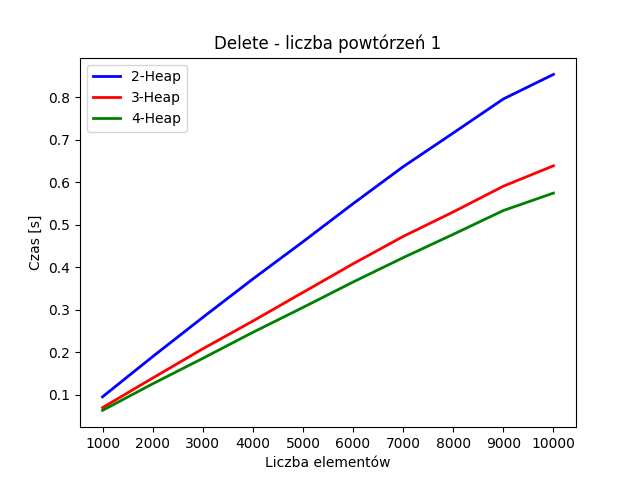 Delete - liczba powtórzeń 1
2-Heap
3-Heap
4-Heap
Czas [s]
0.8
0.7
0.6
0.5
0.4
0.3
0.2
0.1
1000 2000 3000 4000 5000 6000 7000 8000 9000 10000
Liczba elementów